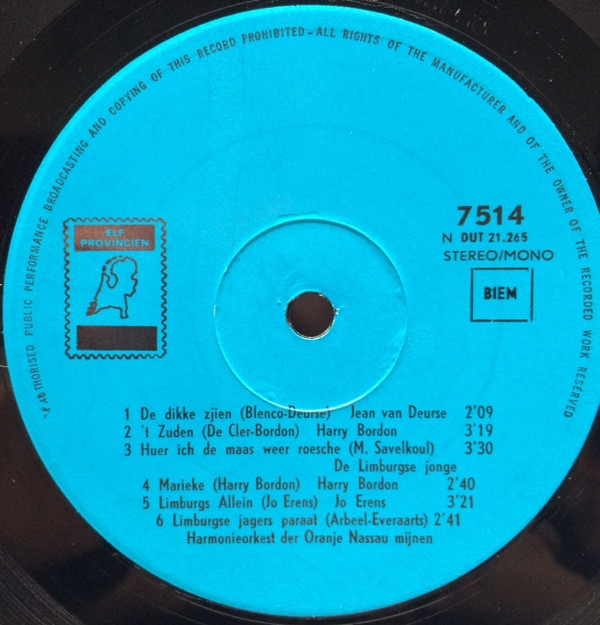 UNAUTHORISED PUBLIC PERFORMANCE BROADCASTING AND COPYING OF THIS RECORD PROHIBITED - ALL RIGHTS OF THE MANUFACTURER AND OF THE OWNER OF THE RECORDED WORK RESERVED
ELF
PROVINCIEN
7514
N DUT 21.265
STEREO/MONO
BIEM
1 De dikke zjien (Blenco-Deurse) Jean van Deurse 2'09
2 't Zuden (De Cler-Bordon) Harry Bordon 3'19
3 Huer ich de maas weer roesche (M. Savelkoul) 3'30
De Limburgse jonge
4 Marieke (Harry Bordon) Harry Bordon 2'40
5 Limburgs Allein (Jo Erens) Jo Erens 3'21
6 Limburgse jagers paraat (Arbeel-Everaarts) 2'41
Harmonieorkest der Oranje Nassau mijnen